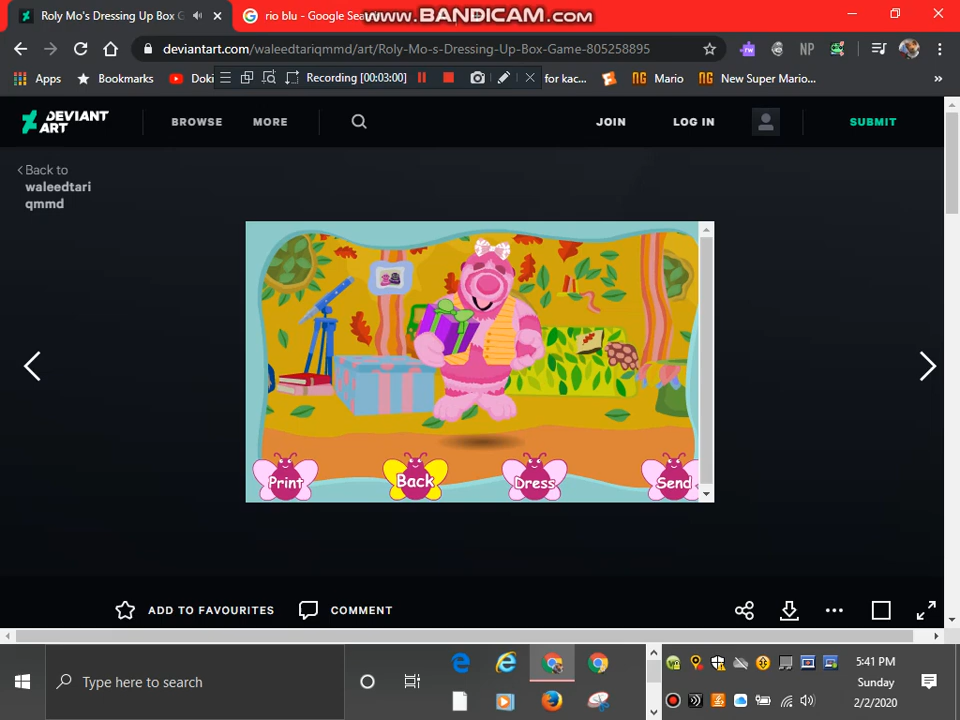 Roly Mo's Dressing Up Box G
rio blu - Google Sea
www.BANDICAM.com
deviantart.com/waleedtariqmmd/art/Roly-Mo-s-Dressing-Up-Box-Game-805258895
NP
Apps
Bookmarks
Doki
Recording [00:03:00]
for kac...
NG Mario
NG New Super Mario...
»
DEVIANT
ART
BROWSE
MORE
JOIN
LOG IN
SUBMIT
Back to
waleedtari
qmmd
Print
Back
Dress
Send
ADD TO FAVOURITES
COMMENT
Type here to search
5:41 PM
Sunday
2/2/2020